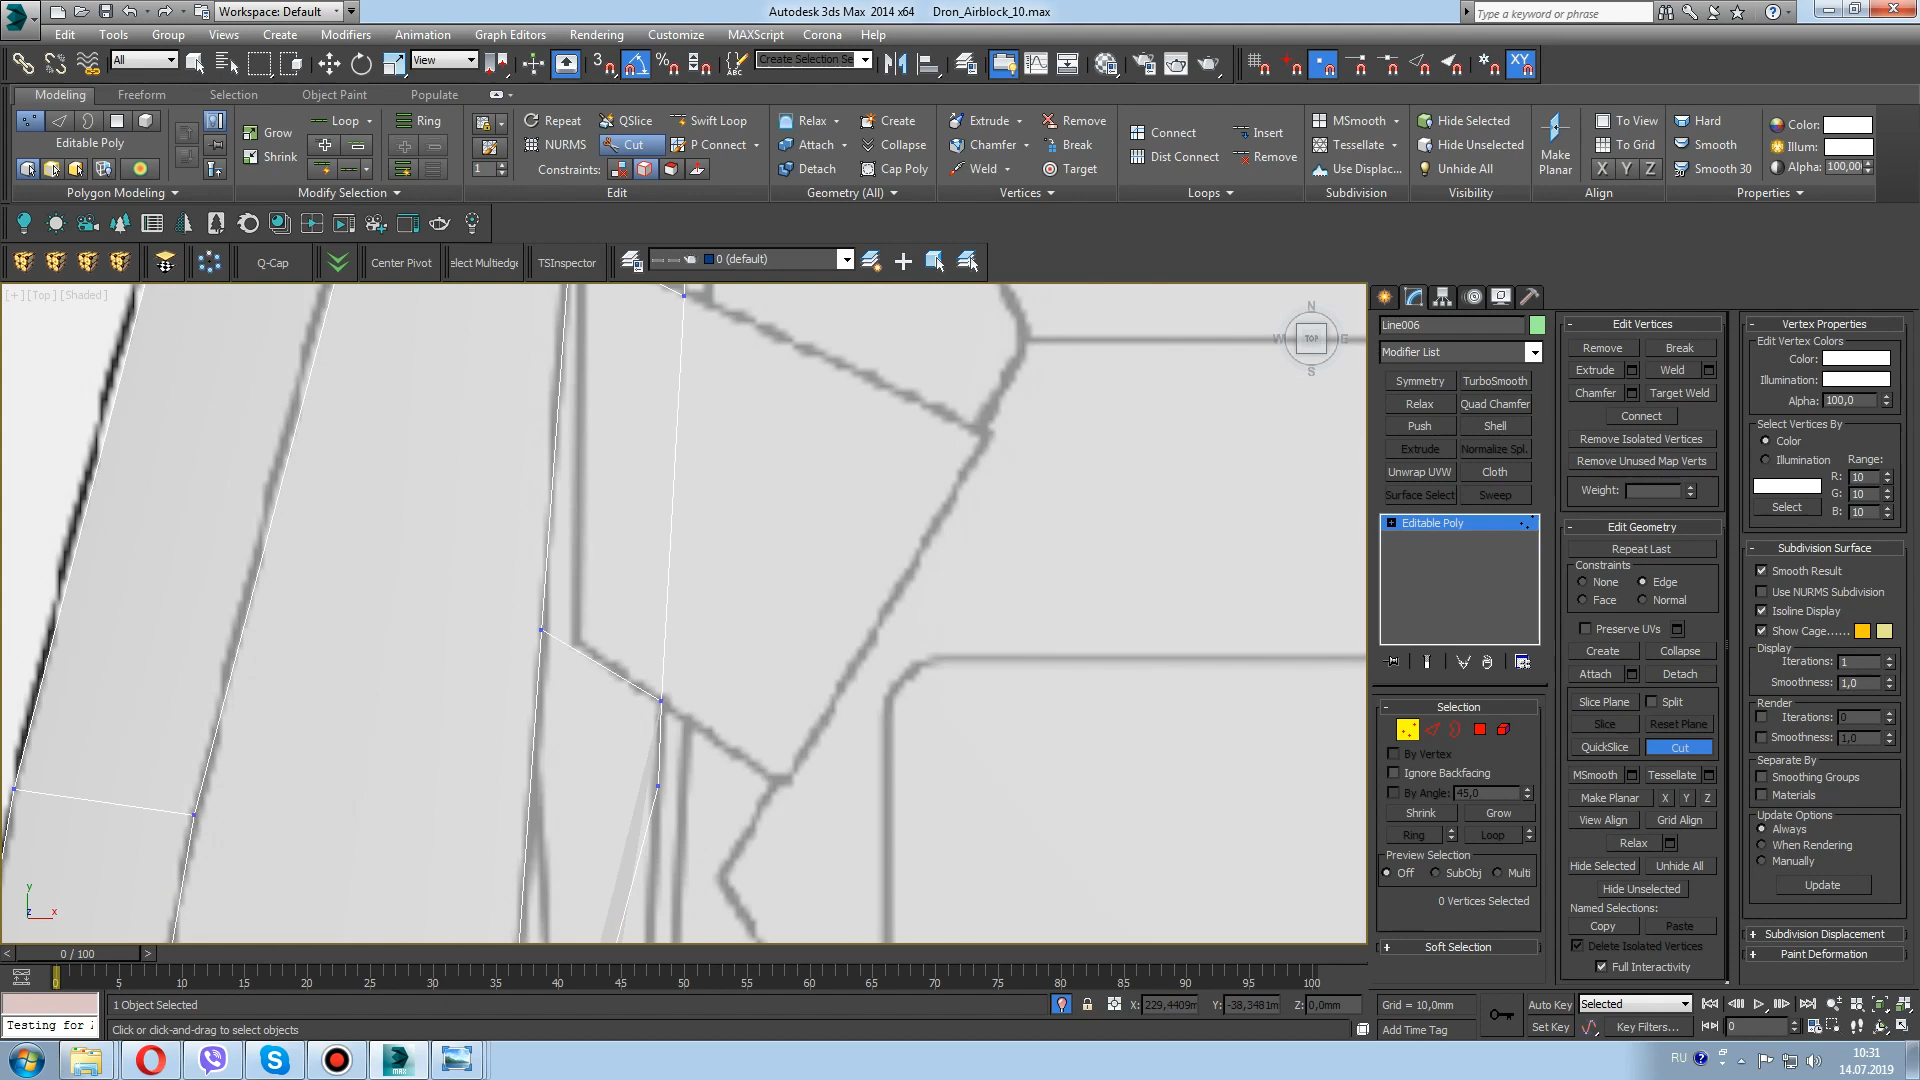 Workspace: Default
Autodesk 3ds Max 2014 x64 Dron_Airblock_10.max
Type a keyword or phrase
Edit Tools Group Views Create Modifiers Animation Graph Editors Rendering Customize MAXScript Corona Help
All View Create Selection Se XY
Modeling Freeform Selection Object Paint Populate
Loop Ring Repeat QSlice Swift Loop Relax Create Extrude Remove MSmooth Hide Selected To View Hard Color:
Editable Poly Grow NURMS Cut P Connect Attach Collapse Chamfer Break Connect Insert Tessellate Hide Unselected To Grid Smooth Illum:
Shrink 1 Constraints: Detach Cap Poly Weld Target Dist Connect Remove Use Displac... Unhide All Make Planar X Y Z Smooth 30 Alpha: 100,00
Polygon Modeling Modify Selection Edit Geometry (All) Vertices Loops Subdivision Visibility Align Properties
Q-Cap Center Pivot elect Multiedge TSInspector 0 (default)
[+] [Top] [Shaded]
N
W TOP E
S
y
z x
Line006
Modifier List
Symmetry TurboSmooth
Relax Quad Chamfer
Push Shell
Extrude Normalize Spl.
Unwrap UVW Cloth
Surface Select Sweep
Editable Poly
Selection
By Vertex
Ignore Backfacing
By Angle: 45,0
Shrink Grow
Ring Loop
Preview Selection
Off SubObj Multi
0 Vertices Selected
Soft Selection
Edit Vertices
Remove Break
Extrude Weld
Chamfer Target Weld
Connect
Remove Isolated Vertices
Remove Unused Map Verts
Weight:
Edit Geometry
Repeat Last
Constraints
None Edge
Face Normal
Preserve UVs
Create Collapse
Attach Detach
Slice Plane Split
Slice Reset Plane
QuickSlice Cut
MSmooth Tessellate
Make Planar X Y Z
View Align Grid Align
Relax
Hide Selected Unhide All
Hide Unselected
Named Selections:
Copy Paste
Delete Isolated Vertices
Full Interactivity
Vertex Properties
Edit Vertex Colors
Color:
Illumination:
Alpha: 100,0
Select Vertices By
Color
Illumination Range:
R: 10
G: 10
Select B: 10
Subdivision Surface
Smooth Result
Use NURMS Subdivision
Isoline Display
Show Cage......
Display
Iterations: 1
Smoothness: 1,0
Render
Iterations: 0
Smoothness: 1,0
Separate By
Smoothing Groups
Materials
Update Options
Always
When Rendering
Manually
Update
Subdivision Displacement
Paint Deformation
< 0 / 100 >
0 5 10 15 20 25 30 35 40 45 50 55 60 65 70 75 80 85 90 95 100
1 Object Selected X: 229,4409m Y: -38,3481m Z: 0,0mm Grid = 10,0mm Auto Key Selected
Testing for Click or click-and-drag to select objects Add Time Tag Set Key Key Filters... 0
MAX RU 10:31
14.07.2019